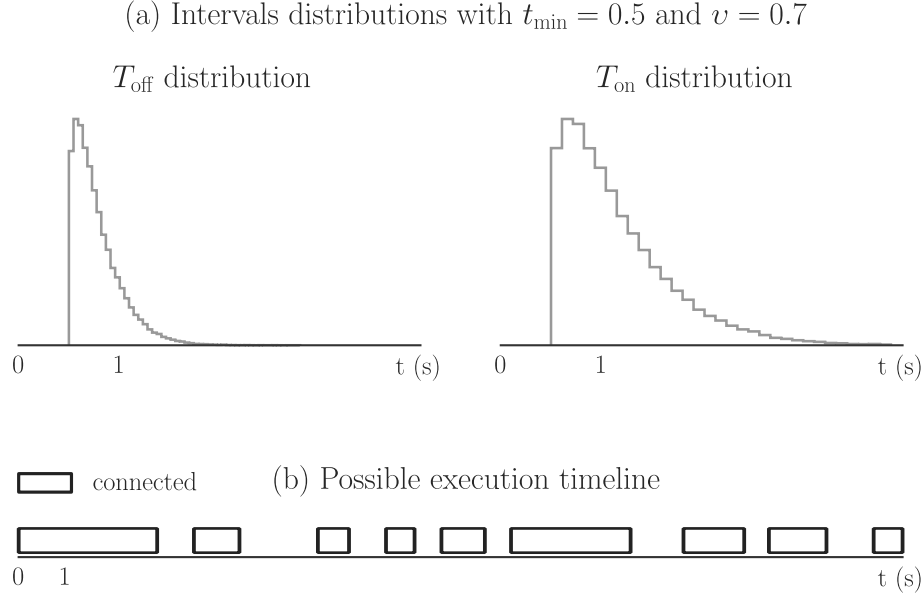 (a) Intervals distributions with t_min = 0.5 and υ = 0.7
T_off distribution
T_on distribution
0 1 t (s)
0 1 t (s)
connected
(b) Possible execution timeline
0 1 t (s)